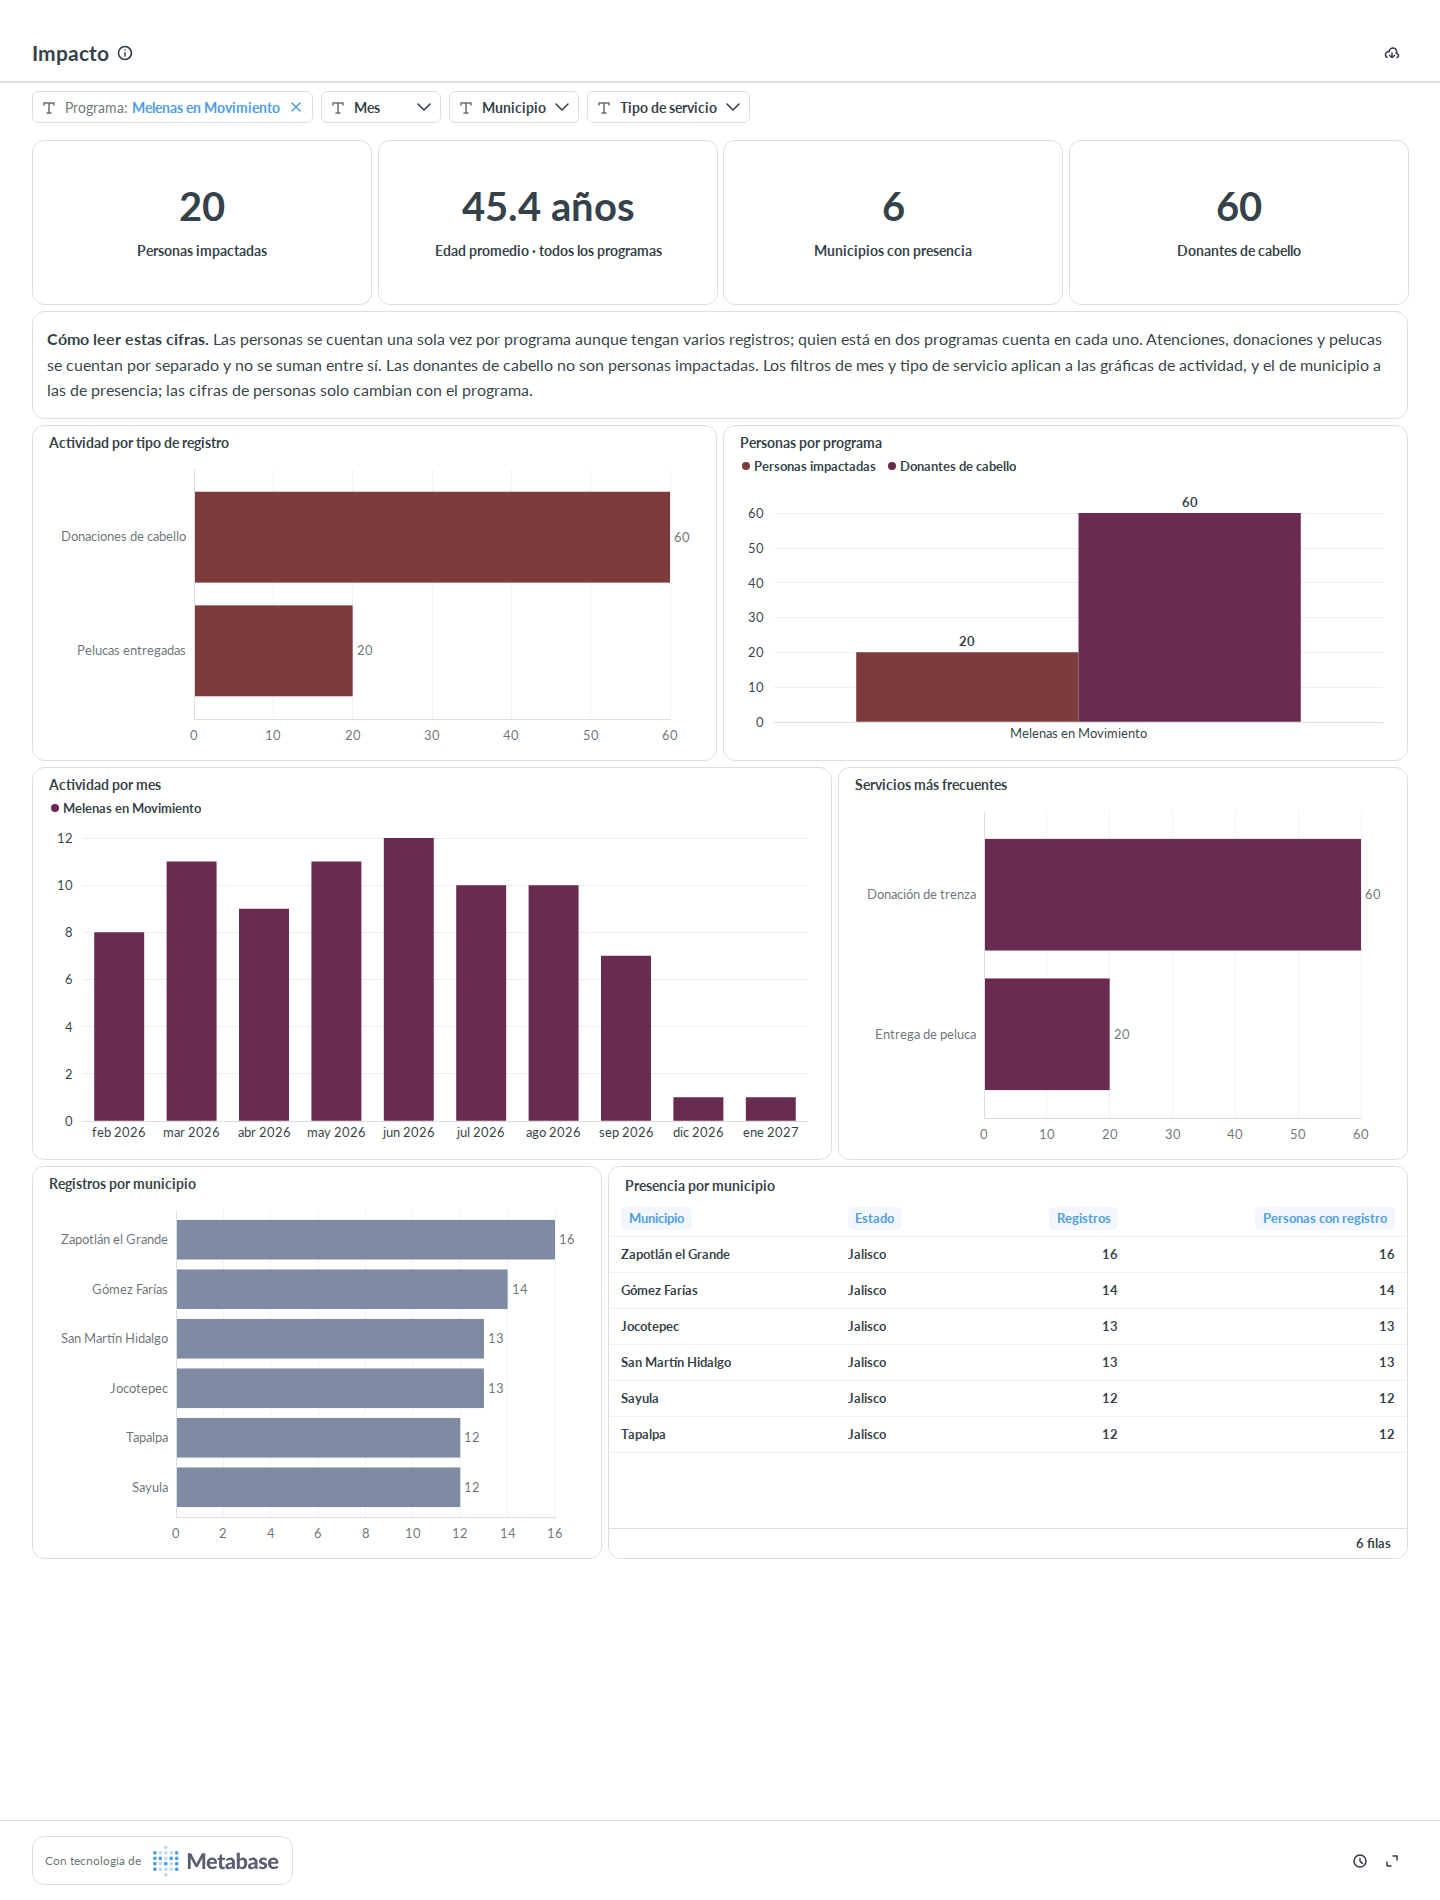 Impacto
Programa: Melenas en Movimiento
Mes
Municipio
Tipo de servicio
20
Personas impactadas
45.4 años
Edad promedio · todos los programas
6
Municipios con presencia
60
Donantes de cabello
Cómo leer estas cifras. Las personas se cuentan una sola vez por programa aunque tengan varios registros; quien está en dos programas cuenta en cada uno. Atenciones, donaciones y pelucas
se cuentan por separado y no se suman entre sí. Las donantes de cabello no son personas impactadas. Los filtros de mes y tipo de servicio aplican a las gráficas de actividad, y el de municipio a
las de presencia; las cifras de personas solo cambian con el programa.
Actividad por tipo de registro
Donaciones de cabello
60
Pelucas entregadas
20
0 10 20 30 40 50 60
Personas por programa
Personas impactadas Donantes de cabello
60
60
50
40
30
20
20
10
0
Melenas en Movimiento
Actividad por mes
Melenas en Movimiento
12
10
8
6
4
2
0
feb 2026 mar 2026 abr 2026 may 2026 jun 2026 jul 2026 ago 2026 sep 2026 dic 2026 ene 2027
Servicios más frecuentes
Donación de trenza
60
Entrega de peluca
20
0 10 20 30 40 50 60
Registros por municipio
Zapotlán el Grande 16
Gómez Farías 14
San Martín Hidalgo 13
Jocotepec 13
Tapalpa 12
Sayula 12
0 2 4 6 8 10 12 14 16
Presencia por municipio
Municipio Estado Registros Personas con registro
Zapotlán el Grande Jalisco 16 16
Gómez Farías Jalisco 14 14
Jocotepec Jalisco 13 13
San Martín Hidalgo Jalisco 13 13
Sayula Jalisco 12 12
Tapalpa Jalisco 12 12
6 filas
Con tecnología de Metabase